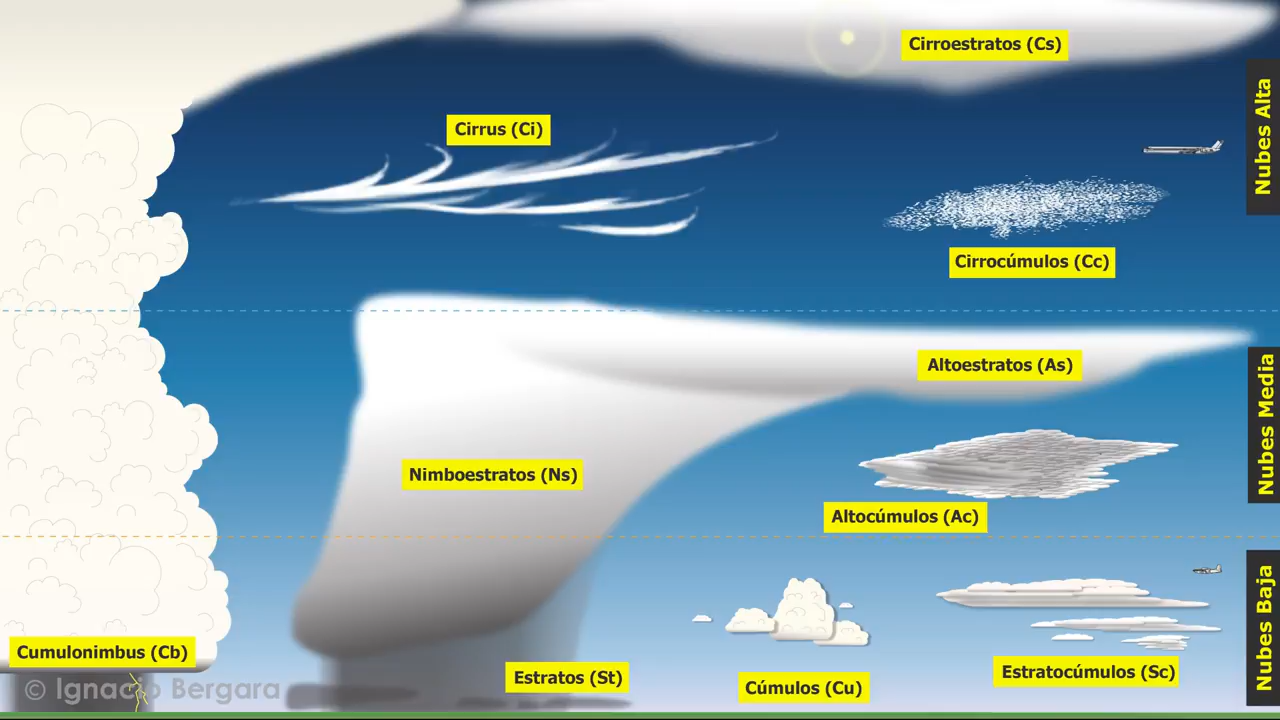 Cirroestratos (Cs)
Nubes Alta
Cirrus (Ci)
Cirrocúmulos (Cc)
Altoestratos (As)
Nubes Media
Nimboestratos (Ns)
Altocúmulos (Ac)
Nubes Baja
Cumulonimbus (Cb)
Estratos (St)
Cúmulos (Cu)
Estratocúmulos (Sc)
© Ignacio Bergara